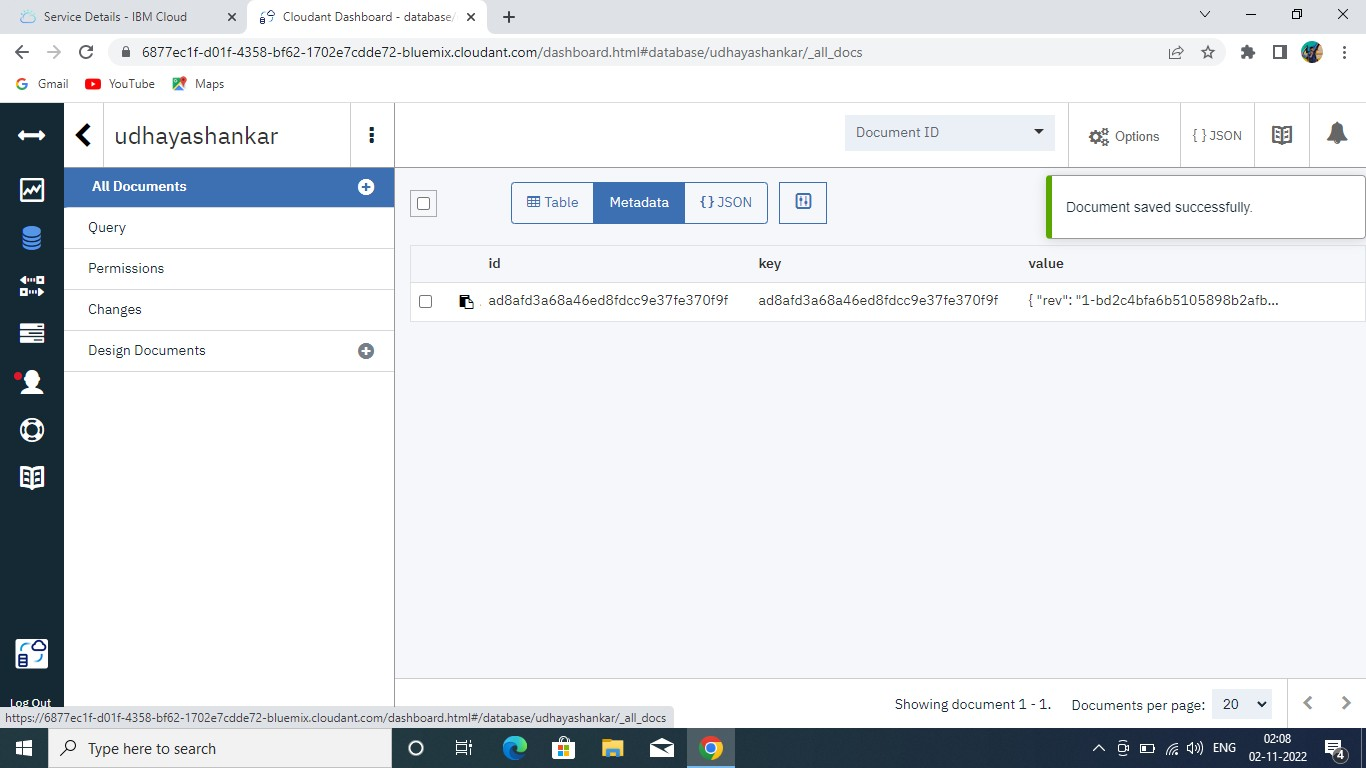 Service Details - IBM Cloud
Cloudant Dashboard - database/
6877ec1f-d01f-4358-bf62-1702e7cdde72-bluemix.cloudant.com/dashboard.html#database/udhayashankar/_all_docs
Gmail YouTube Maps
udhayashankar
Document ID
Options
{ } JSON
All Documents
Query
Permissions
Changes
Design Documents
Table Metadata {} JSON
Document saved successfully.
id key value
ad8afd3a68a46ed8fdcc9e37fe370f9f ad8afd3a68a46ed8fdcc9e37fe370f9f { "rev": "1-bd2c4bfa6b5105898b2afb...
Log Out
Showing document 1 - 1. Documents per page: 20
https://6877ec1f-d01f-4358-bf62-1702e7cdde72-bluemix.cloudant.com/dashboard.html#/database/udhayashankar/_all_docs
Type here to search
ENG
02:08
02-11-2022
4